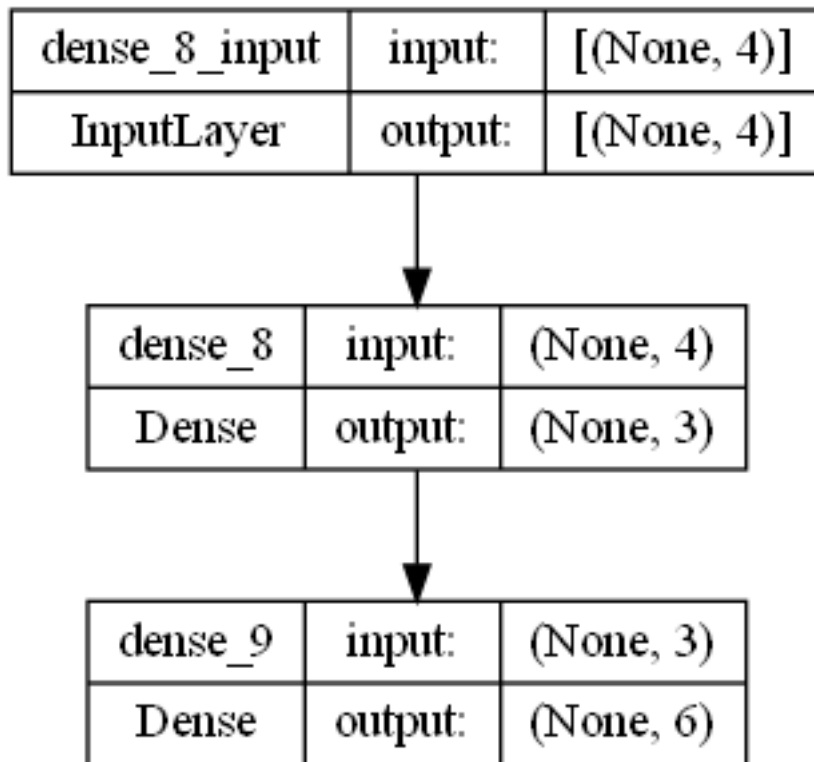 dense_8_input input: [(None, 4)]
InputLayer output: [(None, 4)]
dense_8 input: (None, 4)
Dense output: (None, 3)
dense_9 input: (None, 3)
Dense output: (None, 6)